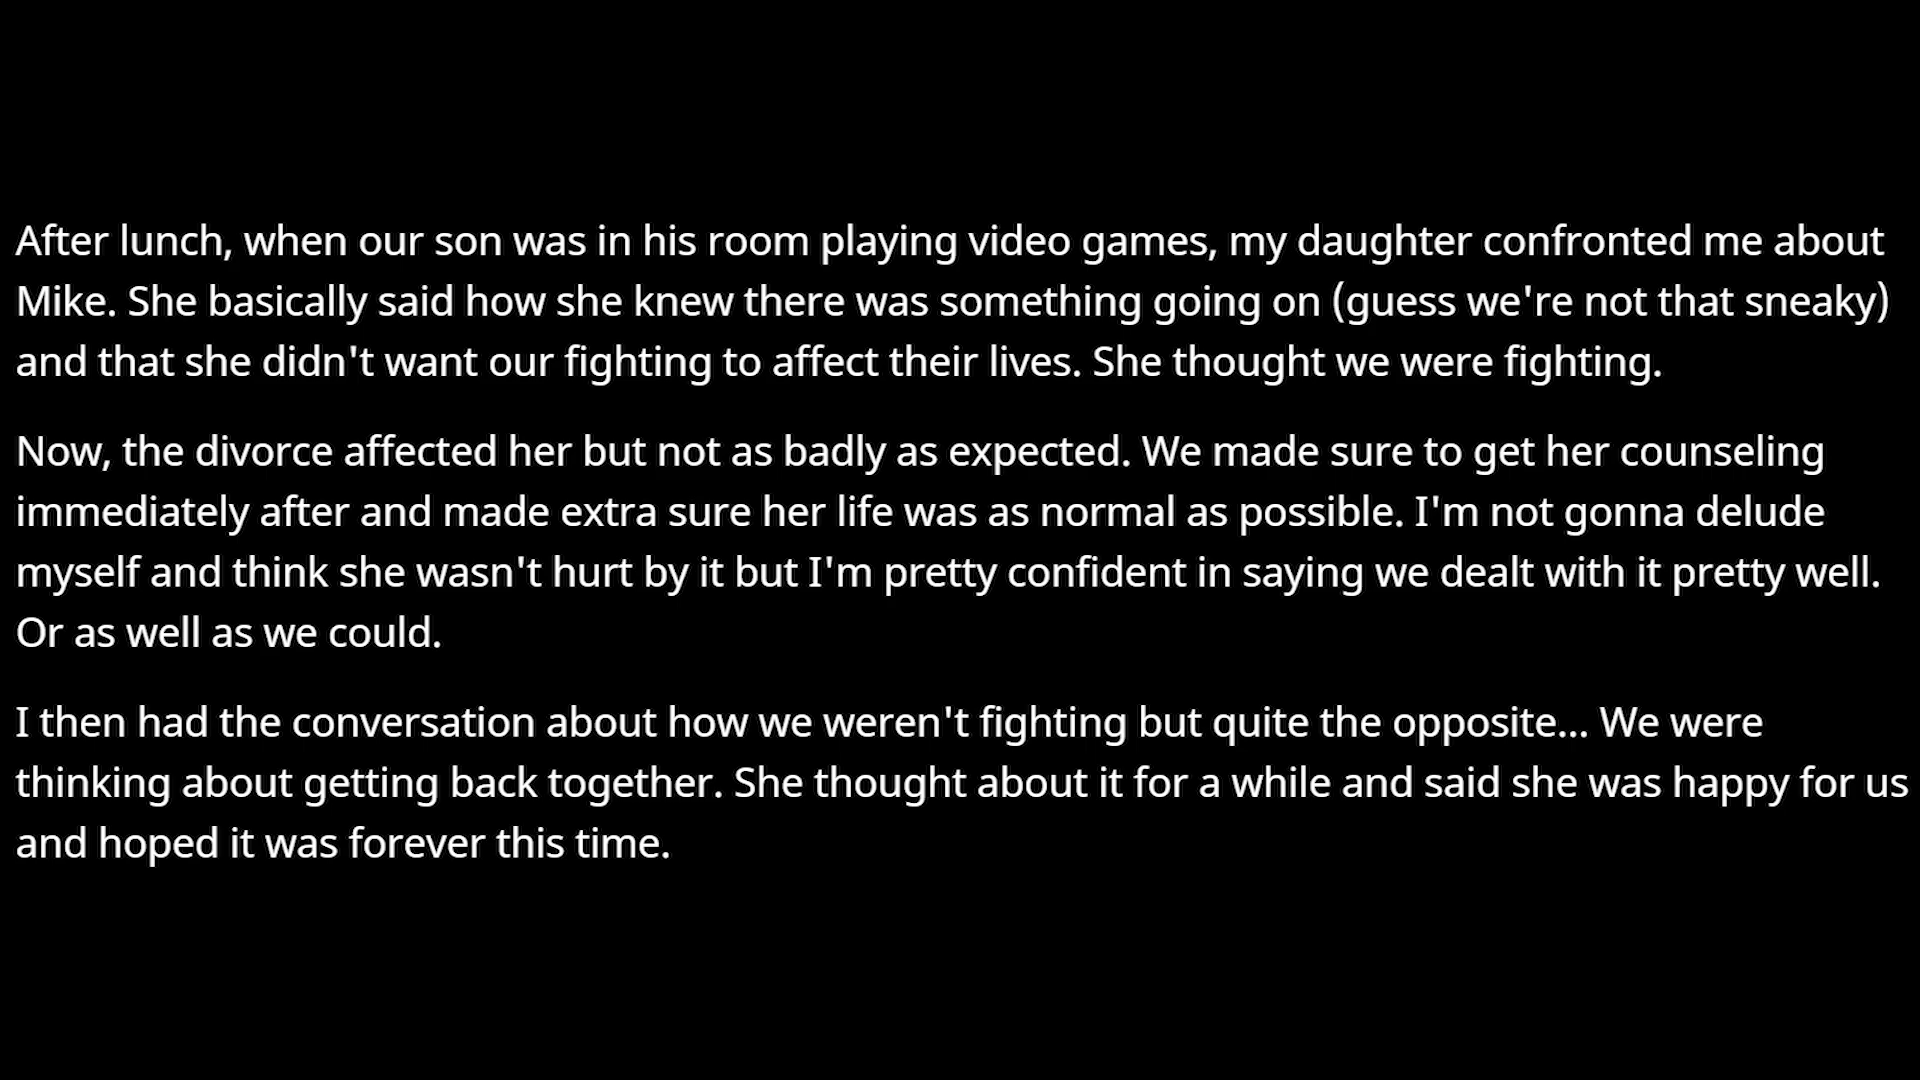 After lunch, when our son was in his room playing video games, my daughter confronted me about
Mike. She basically said how she knew there was something going on (guess we're not that sneaky)
and that she didn't want our fighting to affect their lives. She thought we were fighting.
Now, the divorce affected her but not as badly as expected. We made sure to get her counseling
immediately after and made extra sure her life was as normal as possible. I'm not gonna delude
myself and think she wasn't hurt by it but I'm pretty confident in saying we dealt with it pretty well.
Or as well as we could.
I then had the conversation about how we weren't fighting but quite the opposite... We were
thinking about getting back together. She thought about it for a while and said she was happy for us
and hoped it was forever this time.